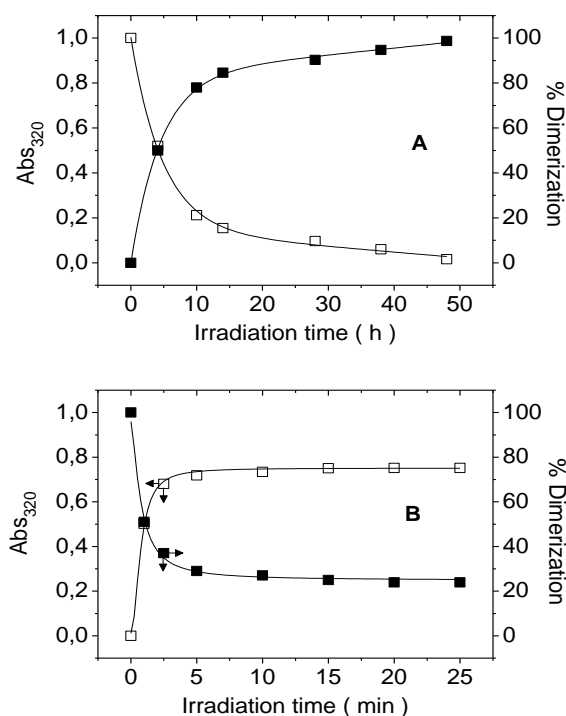 1,0
0,8
0,6
0,4
0,2
0,0
Abs320
100
80
60
40
20
0
% Dimerization
A
0 10 20 30 40 50
Irradiation time ( h )
1,0
0,8
0,6
0,4
0,2
0,0
Abs320
100
80
60
40
20
0
% Dimerization
B
0 5 10 15 20 25
Irradiation time ( min )